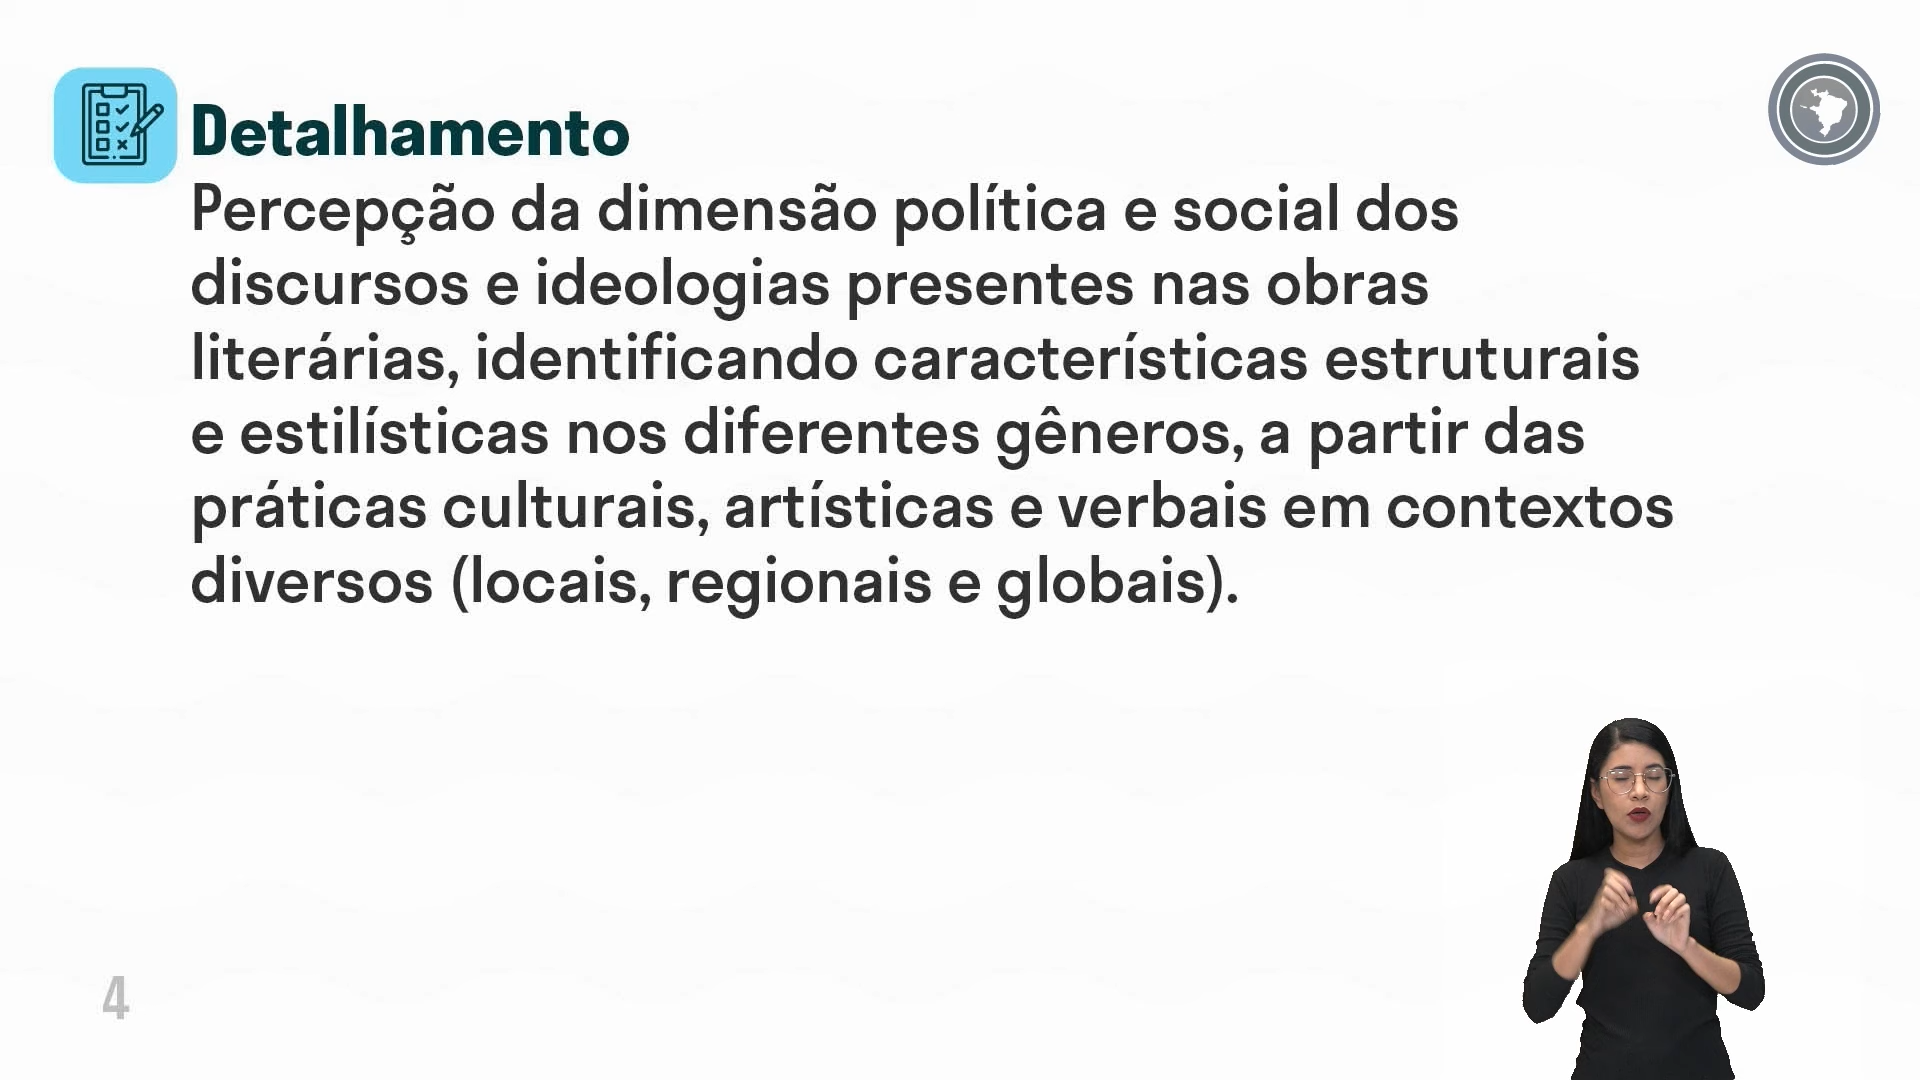 Detalhamento
Percepção da dimensão política e social dos
discursos e ideologias presentes nas obras
literárias, identificando características estruturais
e estilísticas nos diferentes gêneros, a partir das
práticas culturais, artísticas e verbais em contextos
diversos (locais, regionais e globais).
4